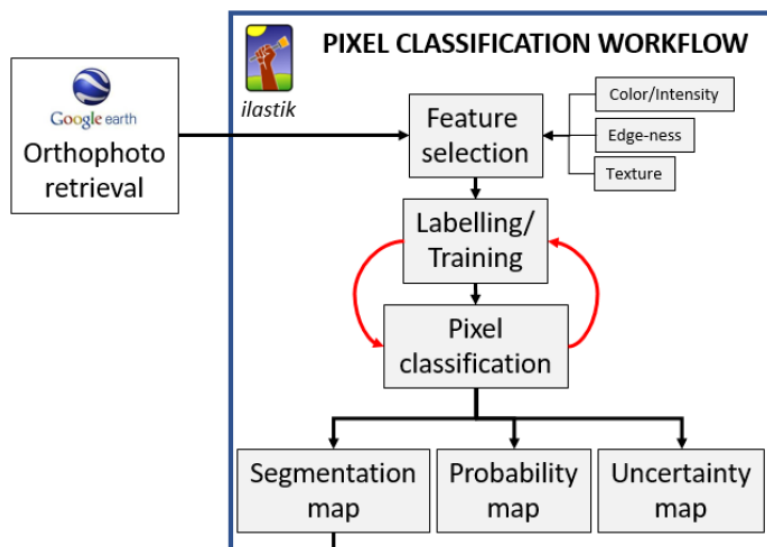 PIXEL CLASSIFICATION WORKFLOW
ilastik
Google earth
Orthophoto
retrieval
Feature
selection
Color/Intensity
Edge-ness
Texture
Labelling/
Training
Pixel
classification
Segmentation
map
Probability
map
Uncertainty
map